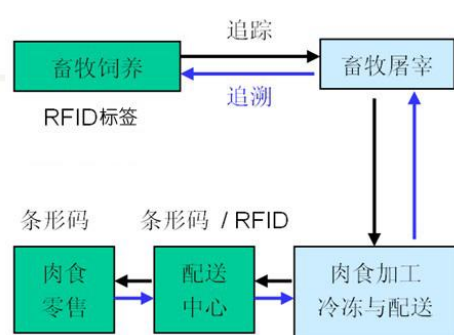 追踪
畜牧饲养
畜牧屠宰
追溯
RFID标签
条形码
条形码 / RFID
肉食
零售
配送
中心
肉食加工
冷冻与配送